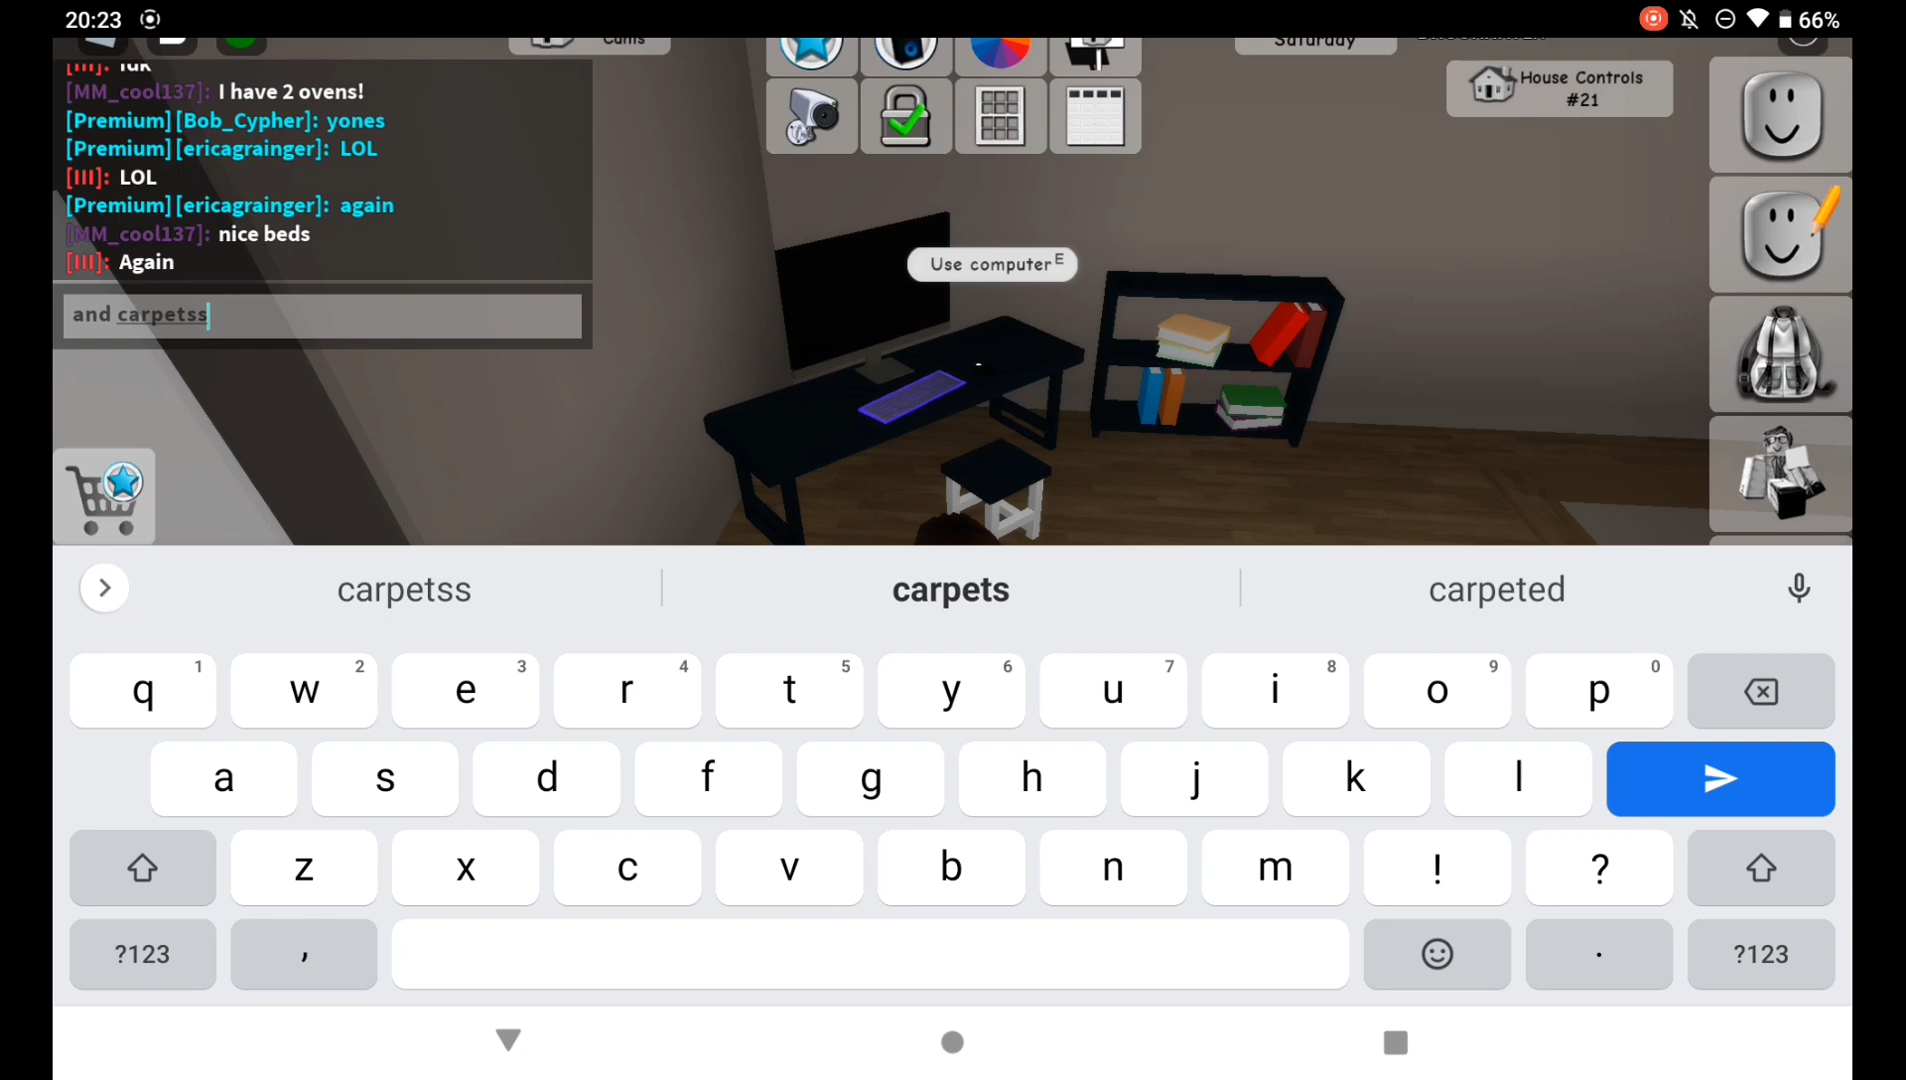 20:23
66%
[III]: idk
[MM_cool137]: I have 2 ovens!
[Premium] [Bob_Cypher]: yones
[Premium] [ericagrainger]: LOL
[III]: LOL
[Premium] [ericagrainger]: again
[MM_cool137]: nice beds
[III]: Again
and carpetss
Saturday
House Controls
#21
Use computer E
carpetss carpets carpeted
q 1 w 2 e 3 r 4 t 5 y 6 u 7 i 8 o 9 p 0
a s d f g h j k l
z x c v b n m ! ?
?123 , . ?123